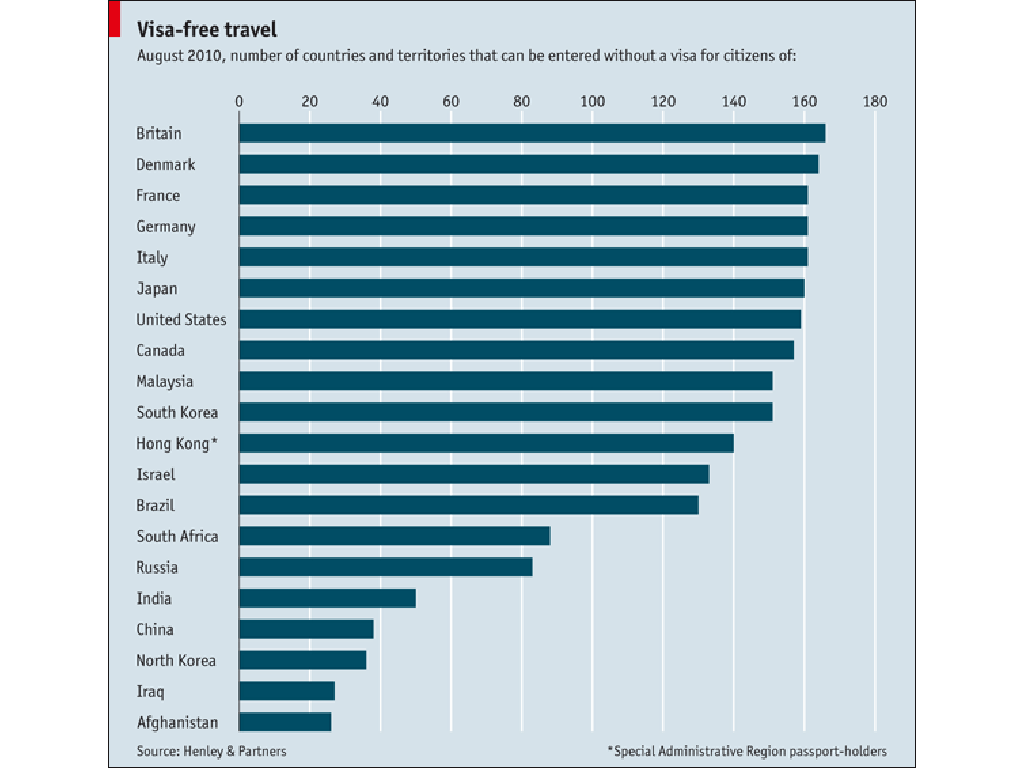 Visa-free travel
August 2010, number of countries and territories that can be entered without a visa for citizens of:
0 20 40 60 80 100 120 140 160 180
Britain
Denmark
France
Germany
Italy
Japan
United States
Canada
Malaysia
South Korea
Hong Kong*
Israel
Brazil
South Africa
Russia
India
China
North Korea
Iraq
Afghanistan
Source: Henley & Partners *Special Administrative Region passport-holders